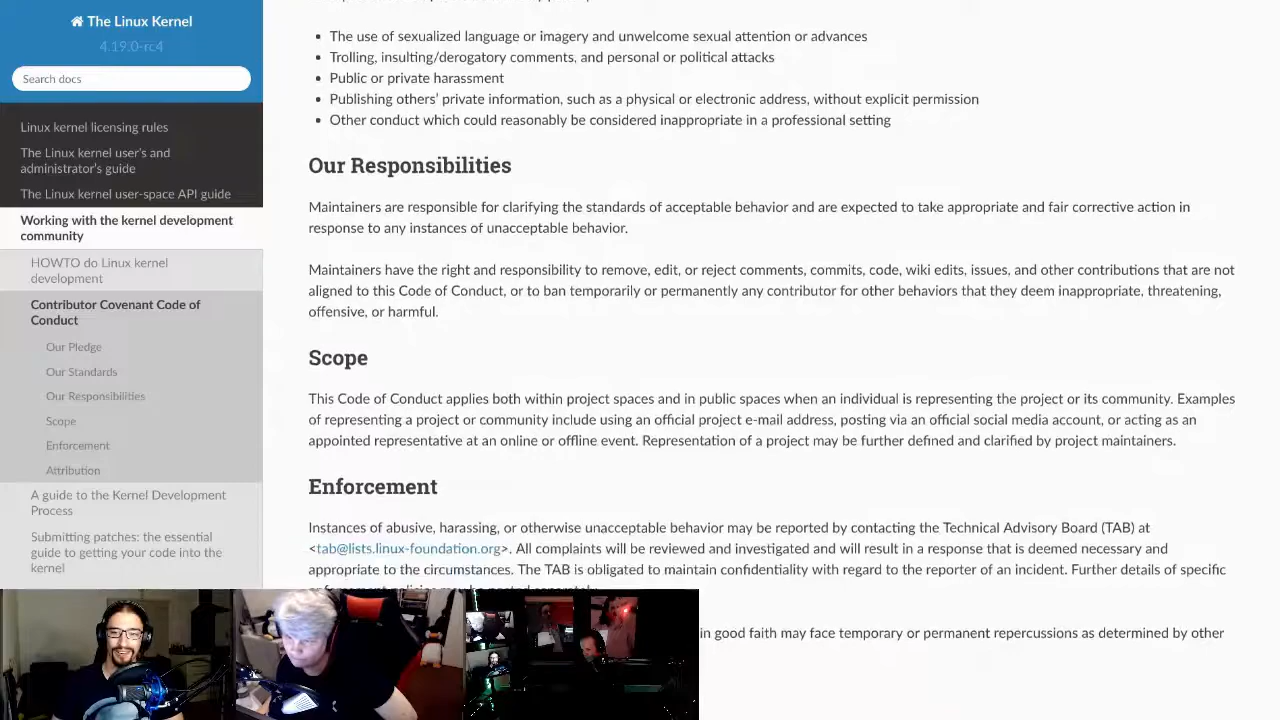 The Linux Kernel
4.19.0-rc4
Search docs
Linux kernel licensing rules
The Linux kernel user's and
administrator's guide
The Linux kernel user-space API guide
Working with the kernel development
community
HOWTO do Linux kernel
development
Contributor Covenant Code of
Conduct
Our Pledge
Our Standards
Our Responsibilities
Scope
Enforcement
Attribution
A guide to the Kernel Development
Process
Submitting patches: the essential
guide to getting your code into the
kernel
The use of sexualized language or imagery and unwelcome sexual attention or advances
Trolling, insulting/derogatory comments, and personal or political attacks
Public or private harassment
Publishing others' private information, such as a physical or electronic address, without explicit permission
Other conduct which could reasonably be considered inappropriate in a professional setting
Our Responsibilities
Maintainers are responsible for clarifying the standards of acceptable behavior and are expected to take appropriate and fair corrective action in
response to any instances of unacceptable behavior.
Maintainers have the right and responsibility to remove, edit, or reject comments, commits, code, wiki edits, issues, and other contributions that are not
aligned to this Code of Conduct, or to ban temporarily or permanently any contributor for other behaviors that they deem inappropriate, threatening,
offensive, or harmful.
Scope
This Code of Conduct applies both within project spaces and in public spaces when an individual is representing the project or its community. Examples
of representing a project or community include using an official project e-mail address, posting via an official social media account, or acting as an
appointed representative at an online or offline event. Representation of a project may be further defined and clarified by project maintainers.
Enforcement
Instances of abusive, harassing, or otherwise unacceptable behavior may be reported by contacting the Technical Advisory Board (TAB) at
<tab@lists.linux-foundation.org>. All complaints will be reviewed and investigated and will result in a response that is deemed necessary and
appropriate to the circumstances. The TAB is obligated to maintain confidentiality with regard to the reporter of an incident. Further details of specific
in good faith may face temporary or permanent repercussions as determined by other